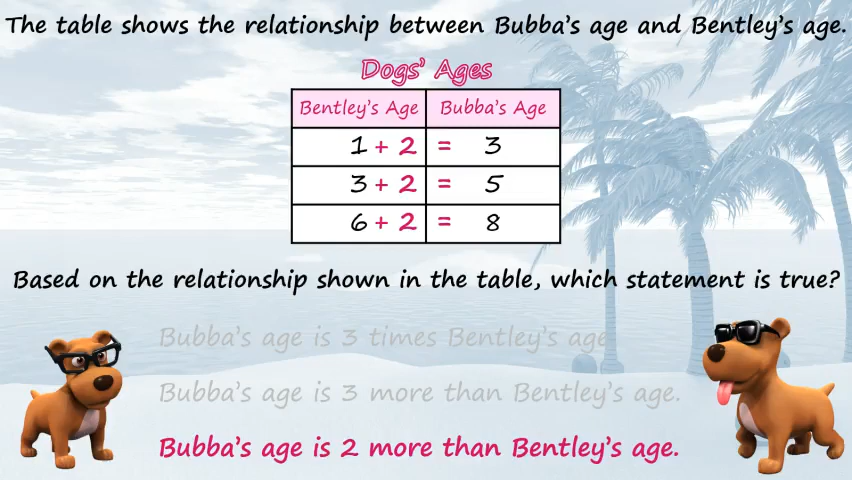 The table shows the relationship between Bubba's age and Bentley's age.
Dogs' Ages
Bentley's Age Bubba's Age
1 + 2 = 3
3 + 2 = 5
6 + 2 = 8
Based on the relationship shown in the table, which statement is true?
Bubba's age is 3 times Bentley's age
Bubba's age is 3 more than Bentley's age.
Bubba's age is 2 more than Bentley's age.